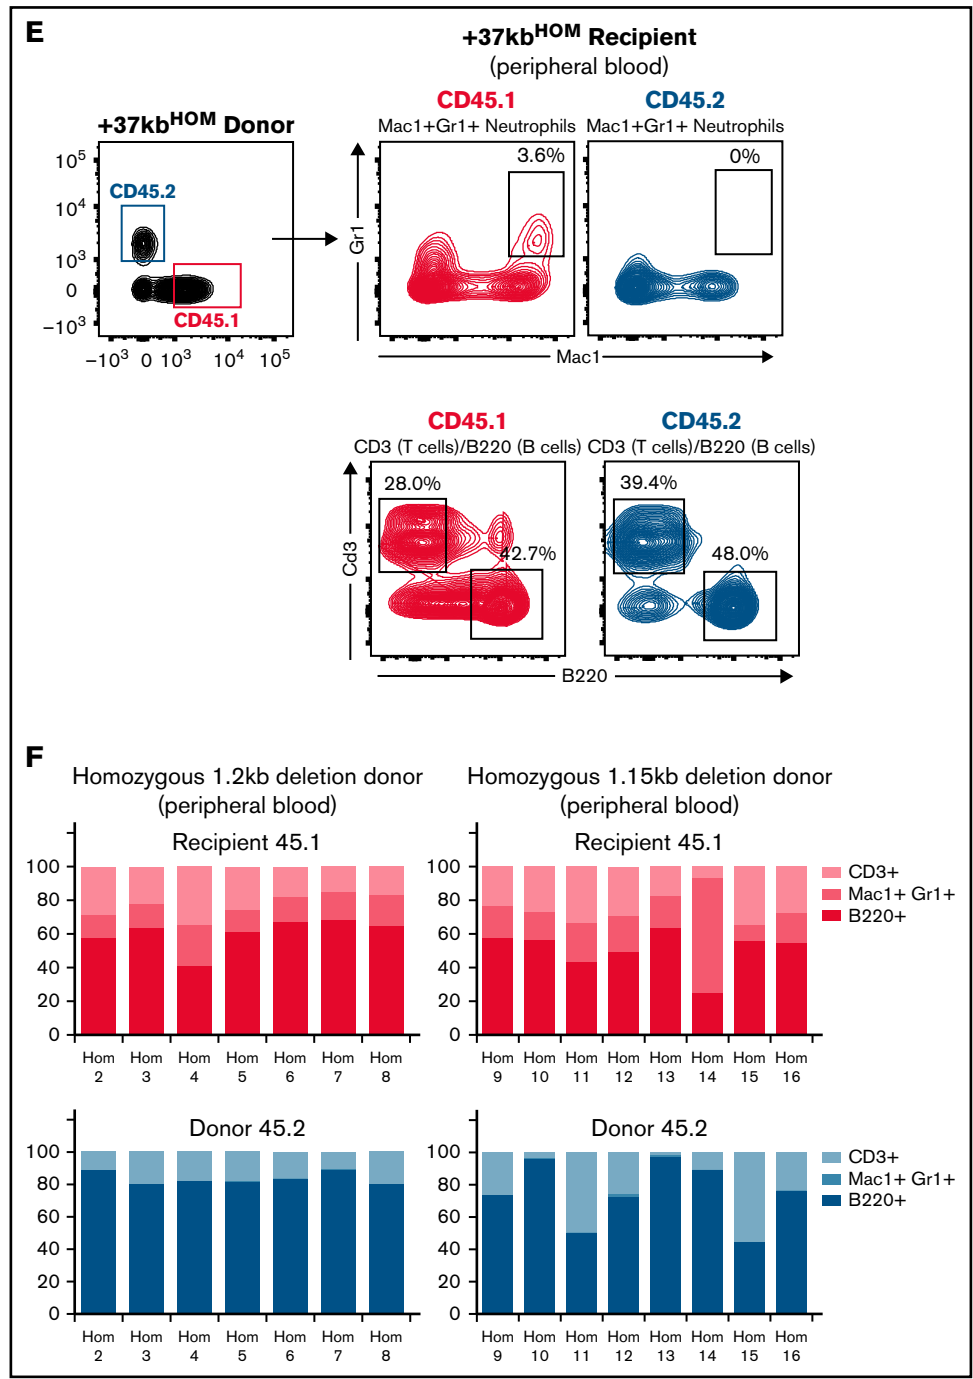 E
+37kbHOM Recipient
(peripheral blood)
CD45.1
CD45.2
Mac1+Gr1+ Neutrophils
Mac1+Gr1+ Neutrophils
+37kbHOM Donor
3.6%
0%
CD45.2
CD45.1
10⁵
10⁴
10³
0
−10³
−10³ 0 10³ 10⁴ 10⁵
Gr1
Mac1
CD45.1
CD45.2
CD3 (T cells)/B220 (B cells)
CD3 (T cells)/B220 (B cells)
28.0%
42.7%
39.4%
48.0%
Cd3
B220
F
Homozygous 1.2kb deletion donor
(peripheral blood)
Recipient 45.1
100
80
60
40
20
0
Hom 2
Hom 3
Hom 4
Hom 5
Hom 6
Hom 7
Hom 8
Homozygous 1.15kb deletion donor
(peripheral blood)
Recipient 45.1
100
80
60
40
20
0
Hom 9
Hom 10
Hom 11
Hom 12
Hom 13
Hom 14
Hom 15
Hom 16
CD3+
Mac1+ Gr1+
B220+
Donor 45.2
100
80
60
40
20
0
Hom 2
Hom 3
Hom 4
Hom 5
Hom 6
Hom 7
Hom 8
Donor 45.2
100
80
60
40
20
0
Hom 9
Hom 10
Hom 11
Hom 12
Hom 13
Hom 14
Hom 15
Hom 16
CD3+
Mac1+ Gr1+
B220+